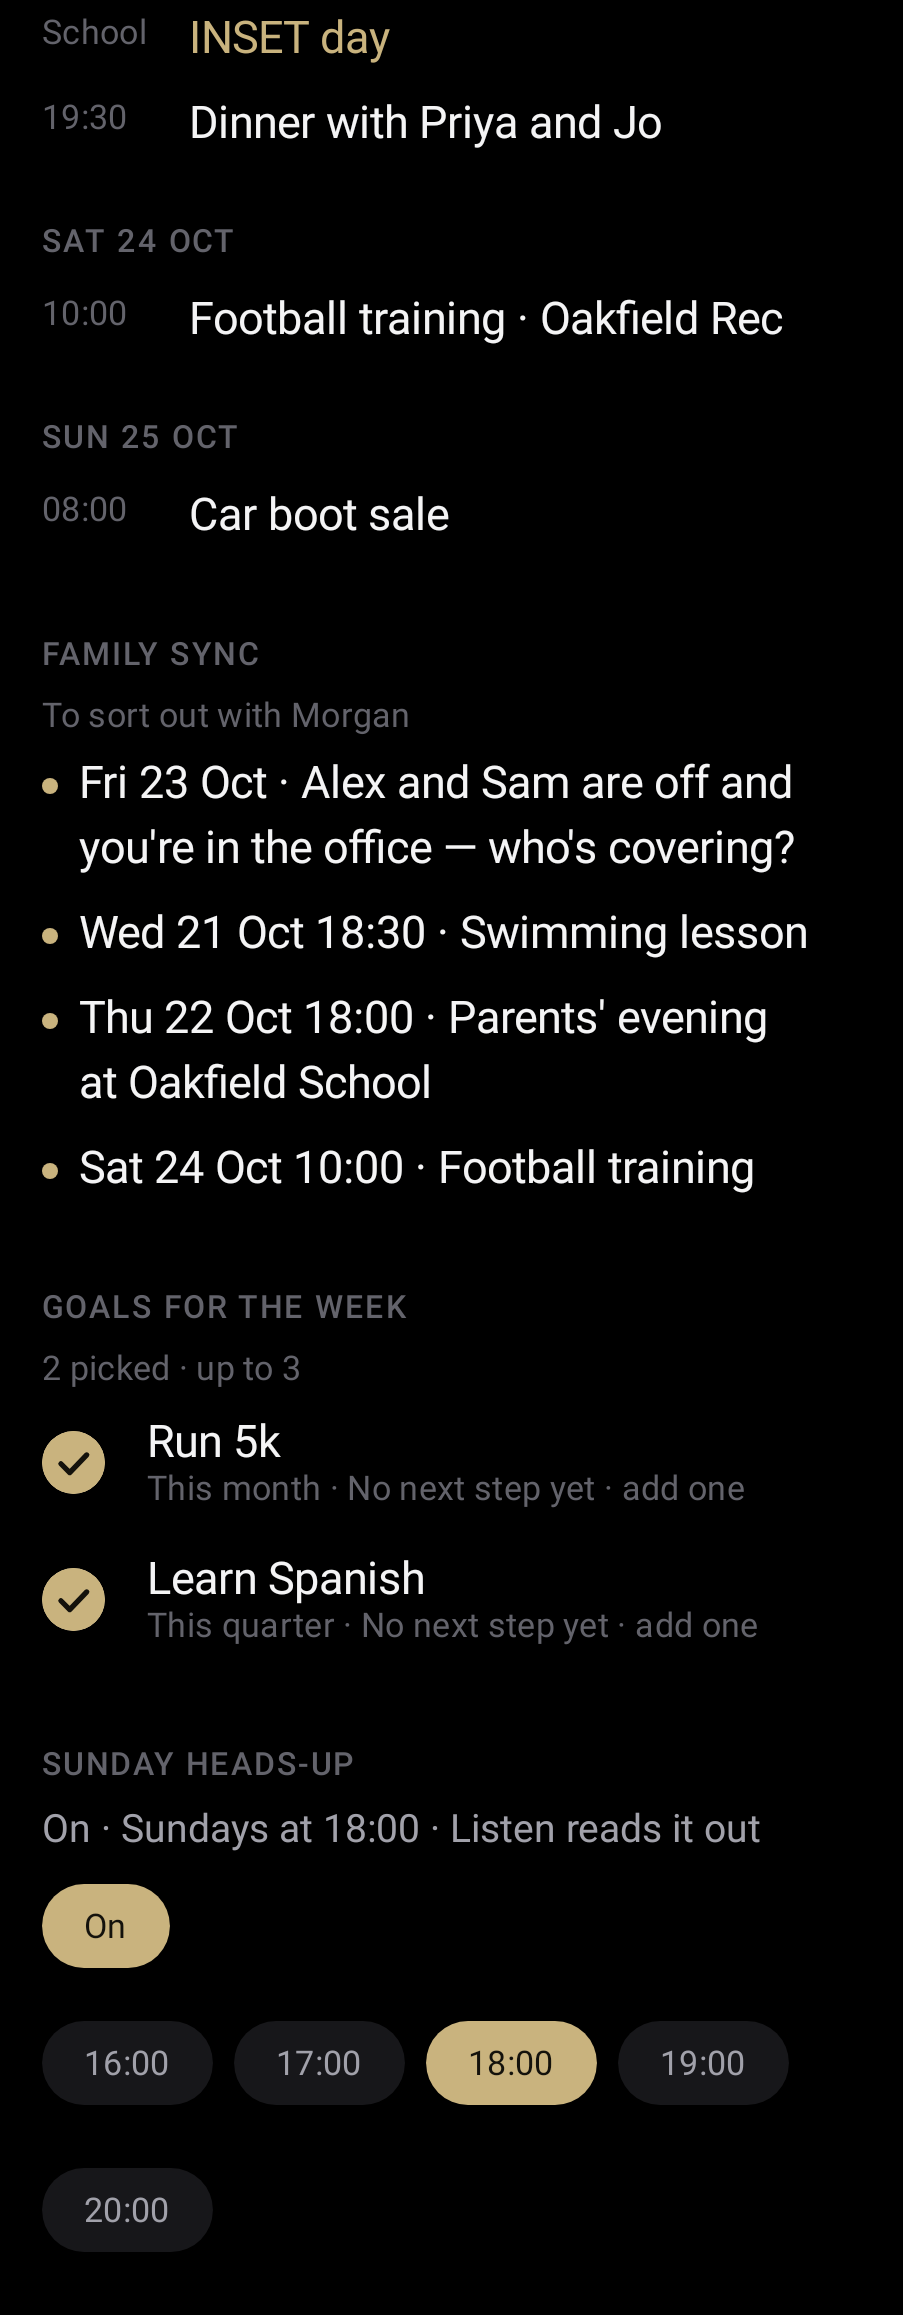 School INSET day
19:30 Dinner with Priya and Jo
SAT 24 OCT
10:00 Football training · Oakfield Rec
SUN 25 OCT
08:00 Car boot sale
FAMILY SYNC
To sort out with Morgan
Fri 23 Oct · Alex and Sam are off and
you're in the office — who's covering?
Wed 21 Oct 18:30 · Swimming lesson
Thu 22 Oct 18:00 · Parents' evening
at Oakfield School
Sat 24 Oct 10:00 · Football training
GOALS FOR THE WEEK
2 picked · up to 3
Run 5k
This month · No next step yet · add one
Learn Spanish
This quarter · No next step yet · add one
SUNDAY HEADS-UP
On · Sundays at 18:00 · Listen reads it out
On
16:00 17:00 18:00 19:00
20:00